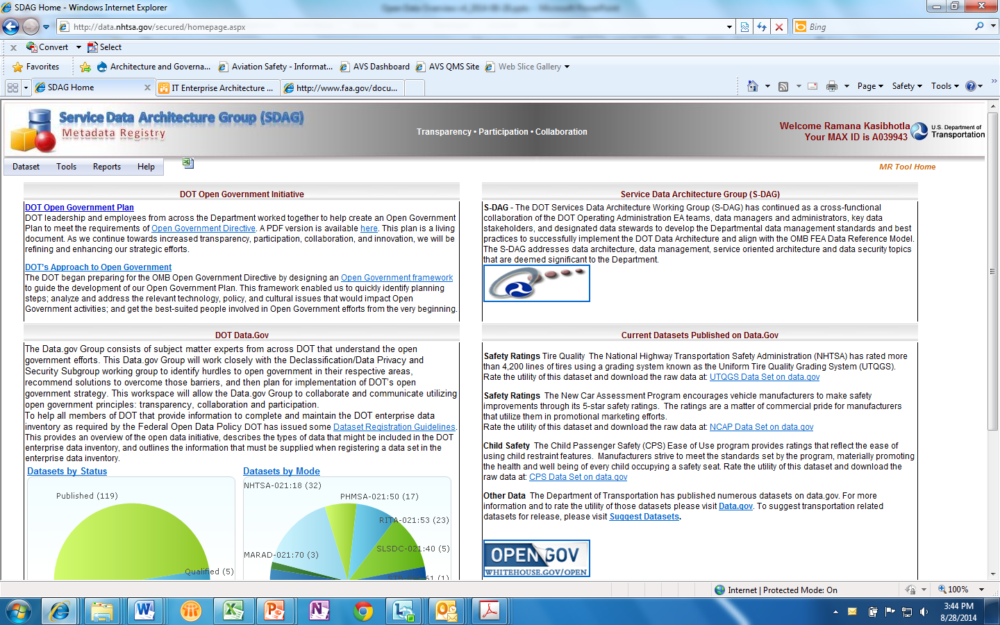 SDAG Home - Windows Internet Explorer
http://data.nhtsa.gov/secured/homepage.aspx
Bing
Convert
Select
Favorites
Architecture and Governa...
Aviation Safety - Informat...
AVS Dashboard
AVS QMS Site
Web Slice Gallery
SDAG Home
IT Enterprise Architecture ...
http://www.faa.gov/docu...
Page
Safety
Tools
Service Data Architecture Group (SDAG)
Metadata Registry
Transparency • Participation • Collaboration
Welcome Ramana Kasibhotla
Your MAX ID is A039943
U.S. Department of
Transportation
Dataset
Tools
Reports
Help
MR Tool Home
DOT Open Government Initiative
DOT Open Government Plan
DOT leadership and employees from across the Department worked together to help create an Open Government
Plan to meet the requirements of Open Government Directive. A PDF version is available here. This plan is a living
document. As we continue towards increased transparency, participation, collaboration, and innovation, we will be
refining and enhancing our strategic efforts.
DOT's Approach to Open Government
The DOT began preparing for the OMB Open Government Directive by designing an Open Government framework
to guide the development of our Open Government Plan. This framework enabled us to quickly identify planning
steps; analyze and address the relevant technology, policy, and cultural issues that would impact Open
Government activities; and get the best-suited people involved in Open Government efforts from the very beginning.
Service Data Architecture Group (S-DAG)
S-DAG - The DOT Services Data Architecture Working Group (S-DAG) has continued as a cross-functional
collaboration of the DOT Operating Administration EA teams, data managers and administrators, key data
stakeholders, and designated data stewards to develop the Departmental data management standards and best
practices to successfully implement the DOT Data Architecture and align with the OMB FEA Data Reference Model.
The S-DAG addresses data architecture, data management, service oriented architecture and data security topics
that are deemed significant to the Department.
DOT Data.Gov
The Data.gov Group consists of subject matter experts from across DOT that understand the open
government efforts. This Data.gov Group will work closely with the Declassification/Data Privacy and
Security Subgroup working group to identify hurdles to open government in their respective areas,
recommend solutions to overcome those barriers, and then plan for implementation of DOT's open
government strategy. This workspace will allow the Data.gov Group to collaborate and communicate utilizing
open government principles: transparency, collaboration and participation.
To help all members of DOT that provide information to complete and maintain the DOT enterprise data
inventory as required by the Federal Open Data Policy DOT has issued some Dataset Registration Guidelines.
This provides an overview of the open data initiative, describes the types of data that might be included in the DOT
enterprise data inventory, and outlines the information that must be supplied when registering a data set in the
enterprise data inventory.
Datasets by Status
Published (119)
Qualified (5)
Datasets by Mode
NHTSA-021:18 (32)
PHMSA-021:50 (17)
RITA-021:53 (23)
SLSDC-021:40 (5)
MARAD-021:70 (3)
Current Datasets Published on Data.Gov
Safety Ratings Tire Quality The National Highway Transportation Safety Administration (NHTSA) has rated more
than 4,200 lines of tires using a grading system known as the Uniform Tire Quality Grading System (UTQGS).
Rate the utility of this dataset and download the raw data at: UTQGS Data Set on data.gov
Safety Ratings The New Car Assessment Program encourages vehicle manufacturers to make safety
improvements through its 5-star safety ratings. The ratings are a matter of commercial pride for manufacturers
that utilize them in promotional marketing efforts.
Rate the utility of this dataset and download the raw data at: NCAP Data Set on data.gov
Child Safety The Child Passenger Safety (CPS) Ease of Use program provides ratings that reflect the ease of
using child restraint features. Manufacturers strive to meet the standards set by the program, materially promoting
the health and well being of every child occupying a safety seat. Rate the utility of this dataset and download the
raw data at: CPS Data Set on data.gov
Other Data The Department of Transportation has published numerous datasets on data.gov. For more
information and to rate the utility of those datasets please visit Data.gov. To suggest transportation related
datasets for release, please visit Suggest Datasets.
OPEN GOV
WHITEHOUSE.GOV/OPEN
Internet | Protected Mode: On
100%
3:44 PM
8/28/2014